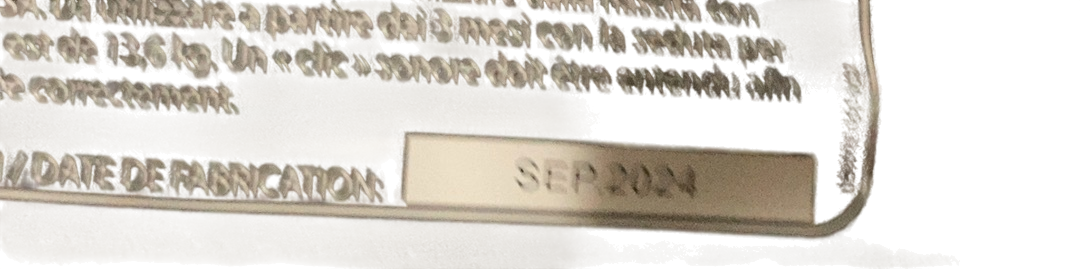 utilizzare a partire dai 3 mesi con la seduta per
est de 13,6 kg. Un « clic » sonore doit être entendu afin
correctement.
/ DATE DE FABRICATION: SEP.2024